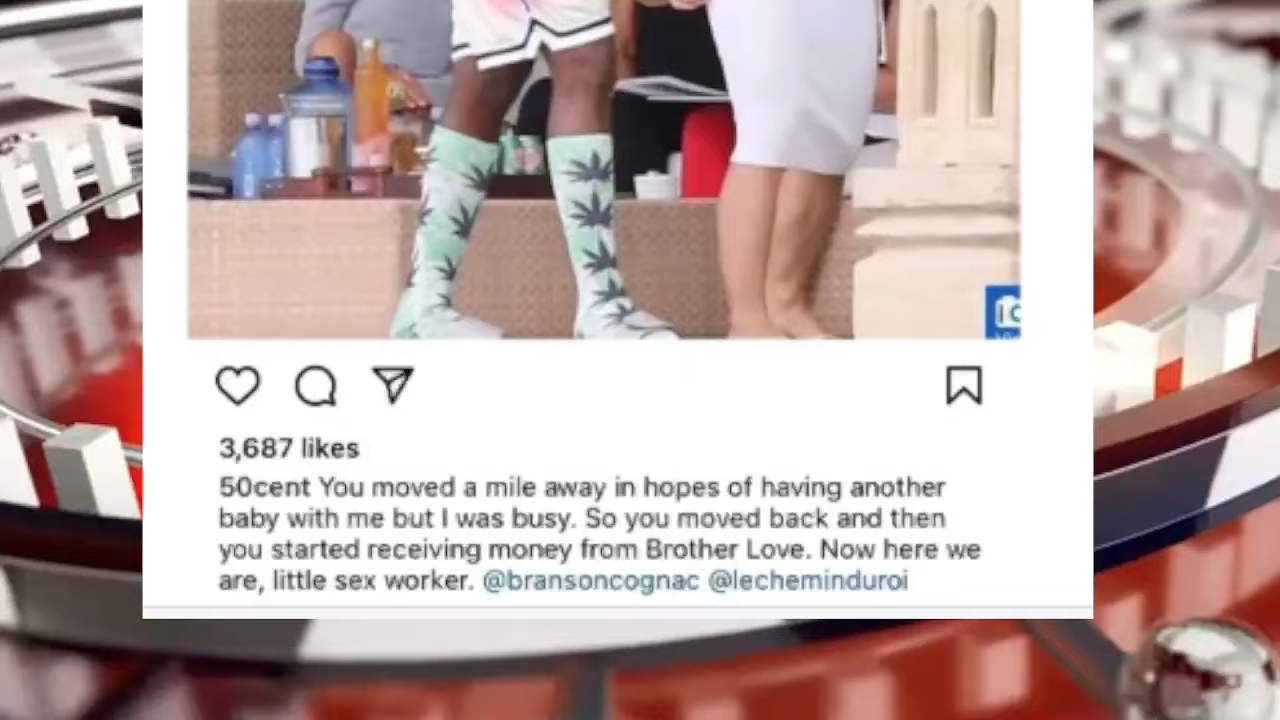 3,687 likes
50cent You moved a mile away in hopes of having another
baby with me but I was busy. So you moved back and then
you started receiving money from Brother Love. Now here we
are, little sex worker. @bransoncognac @lecheminduroi